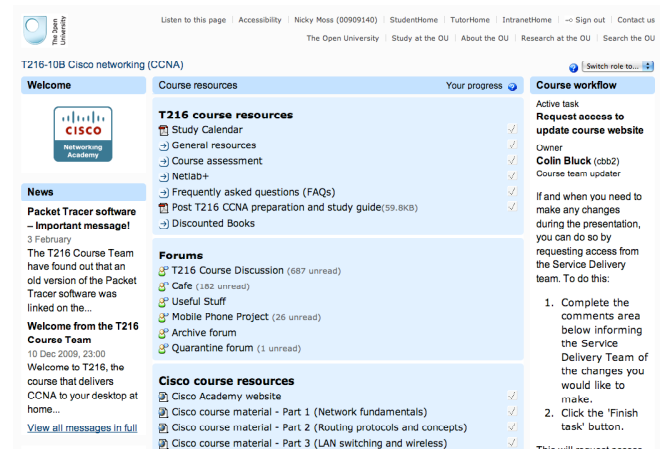 The Open
University
Listen to this page | Accessibility | Nicky Moss (00909140) | StudentHome | TutorHome | IntranetHome | Sign out | Contact us
The Open University | Study at the OU | About the OU | Research at the OU | Search the OU
T216-10B Cisco networking (CCNA)
Switch role to...
Welcome
CISCO
Networking
Academy
News
Packet Tracer software
– Important message!
3 February
The T216 Course Team
have found out that an
old version of the Packet
Tracer software was
linked on the...
Welcome from the T216
Course Team
10 Dec 2009, 23:00
Welcome to T216, the
course that delivers
CCNA to your desktop at
home...
View all messages in full
Course resources
Your progress
T216 course resources
Study Calendar
General resources
Course assessment
Netlab+
Frequently asked questions (FAQs)
Post T216 CCNA preparation and study guide(59.8KB)
Discounted Books
Forums
T216 Course Discussion (687 unread)
Cafe (182 unread)
Useful Stuff
Mobile Phone Project (26 unread)
Archive forum
Quarantine forum (1 unread)
Cisco course resources
Cisco Academy website
Cisco course material - Part 1 (Network fundamentals)
Cisco course material - Part 2 (Routing protocols and concepts)
Cisco course material - Part 3 (LAN switching and wireless)
Course workflow
Active task
Request access to
update course website
Owner
Colin Bluck (cbb2)
Course team updater
If and when you need to
make any changes
during the presentation,
you can do so by
requesting access from
the Service Delivery
team. To do this:
1. Complete the
comments area
below informing
the Service
Delivery Team of
the changes you
would like to
make.
2. Click the 'Finish
task' button.
This will request access